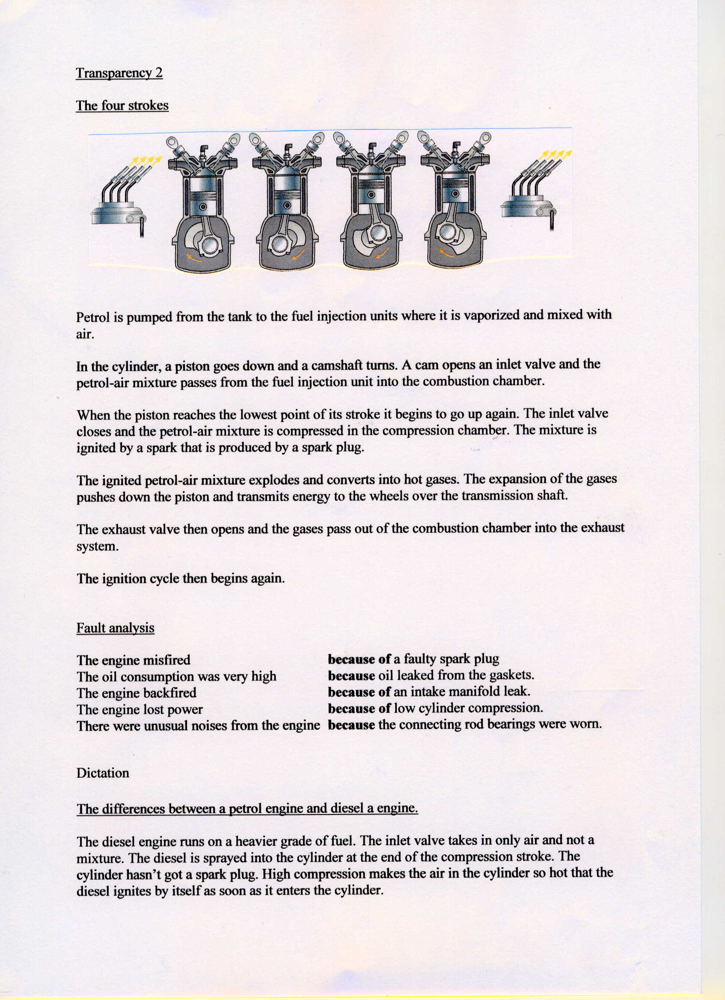 Transparency 2
The four strokes
Petrol is pumped from the tank to the fuel injection units where it is vaporized and mixed with
air.
In the cylinder, a piston goes down and a camshaft turns. A cam opens an inlet valve and the
petrol-air mixture passes from the fuel injection unit into the combustion chamber.
When the piston reaches the lowest point of its stroke it begins to go up again. The inlet valve
closes and the petrol-air mixture is compressed in the compression chamber. The mixture is
ignited by a spark that is produced by a spark plug.
The ignited petrol-air mixture explodes and converts into hot gases. The expansion of the gases
pushes down the piston and transmits energy to the wheels over the transmission shaft.
The exhaust valve then opens and the gases pass out of the combustion chamber into the exhaust
system.
The ignition cycle then begins again.
Fault analysis
The engine misfired because of a faulty spark plug
The oil consumption was very high because oil leaked from the gaskets.
The engine backfired because of an intake manifold leak.
The engine lost power because of low cylinder compression.
There were unusual noises from the engine because the connecting rod bearings were worn.
Dictation
The differences between a petrol engine and diesel a engine.
The diesel engine runs on a heavier grade of fuel. The inlet valve takes in only air and not a
mixture. The diesel is sprayed into the cylinder at the end of the compression stroke. The
cylinder hasn't got a spark plug. High compression makes the air in the cylinder so hot that the
diesel ignites by itself as soon as it enters the cylinder.